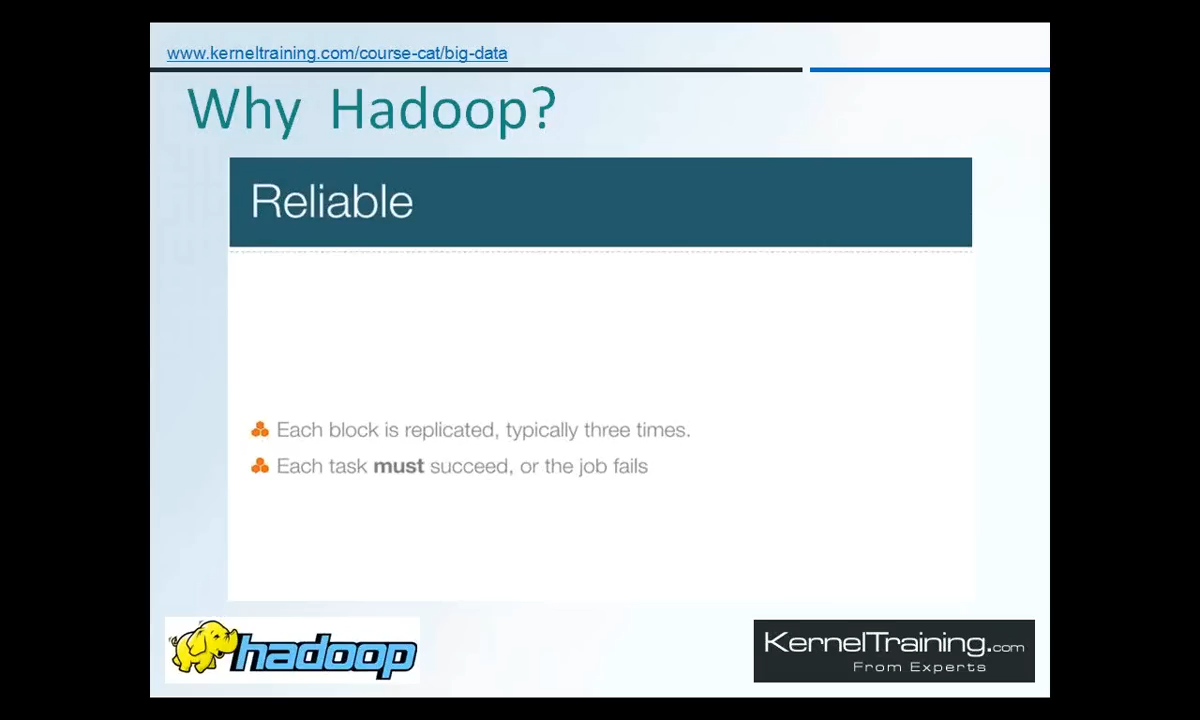 www.kerneltraining.com/course-cat/big-data
Why Hadoop?
Reliable
Each block is replicated, typically three times.
Each task must succeed, or the job fails
hadoop
KernelTraining.com
From Experts